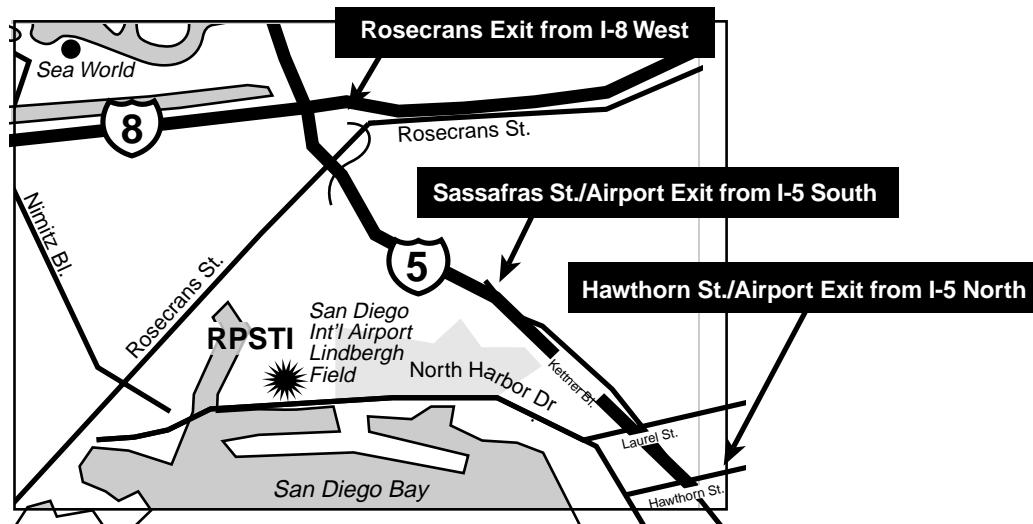 Rosecrans Exit from I-8 West
Sea World
8
Rosecrans St.
Sassafras St./Airport Exit from I-5 South
Nimitz Bl.
5
Rosecrans St.
Hawthorn St./Airport Exit from I-5 North
RPSTI
San Diego
Int'l Airport
Lindbergh
Field
North Harbor Dr
Kettner Bl.
Laurel St.
San Diego Bay
Hawthorn St.